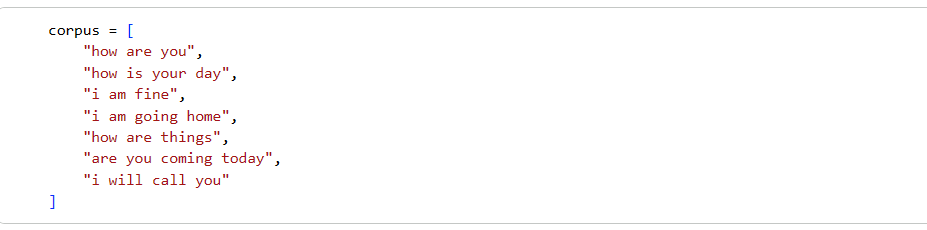 corpus = [
"how are you",
"how is your day",
"i am fine",
"i am going home",
"how are things",
"are you coming today",
"i will call you"
]